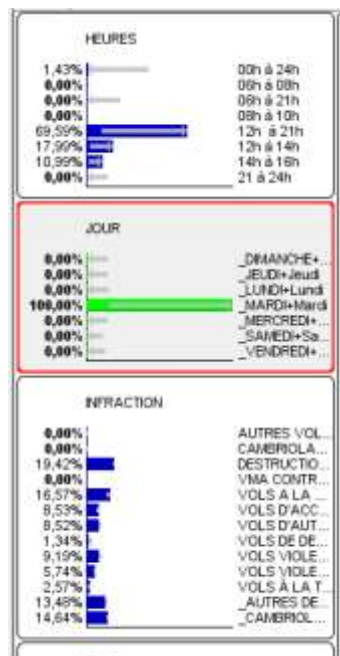 HEURES
1,43% 00h à 24h
0,00% 06h à 08h
0,00% 06h à 21h
0,00% 08h à 10h
69,59% 12h à 21h
17,99% 12h à 14h
10,99% 14h à 16h
0,00% 21 à 24h
JOUR
0,00% _DIMANCHE+...
0,00% _JEUDI+Jeudi
0,00% _LUNDI+Lundi
100,00% _MARDI+Mardi
0,00% _MERCREDI+...
0,00% _SAMEDI+Sa...
0,00% _VENDREDI+...
INFRACTION
0,00% AUTRES VOL...
0,00% CAMBRIOLA...
19,42% DESTRUCTIO...
0,00% VMA CONTR...
16,57% VOLS A LA ...
8,53% VOLS D'ACC...
8,52% VOLS D'AUT...
1,34% VOLS DE DE...
9,19% VOLS VIOLE...
5,74% VOLS VIOLE...
2,57% VOLS À LA T...
13,48% _AUTRES DE...
14,64% _CAMBRIOL...